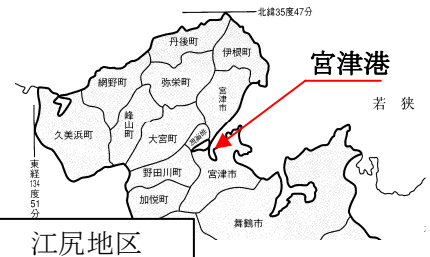 北緯35度47分
丹後町
伊根町
宮津港
網野町
弥栄町
宮津市
若狭
峰山町
久美浜町
大宮町
岩滝町
野田川町
宮津市
東経134度51分
加悦町
舞鶴市
江尻地区